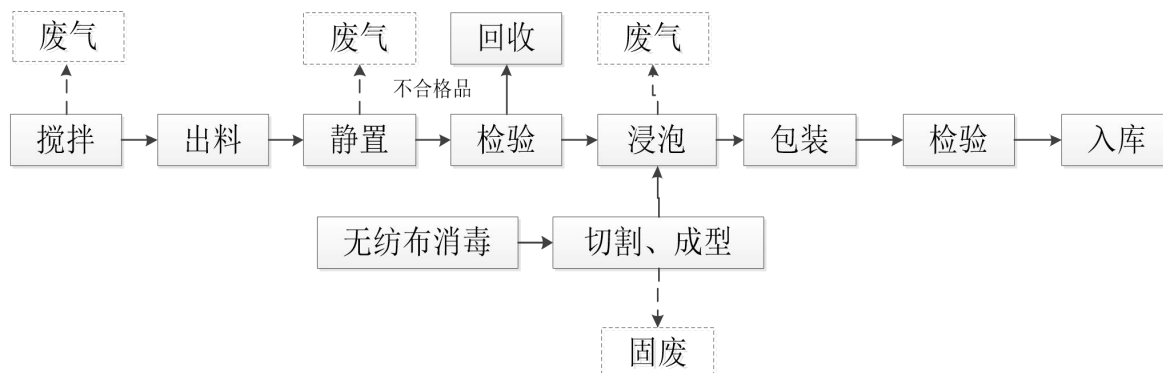 废气
废气
回收
废气
不合格品
搅拌
出料
静置
检验
浸泡
包装
检验
入库
无纺布消毒
切割、成型
固废